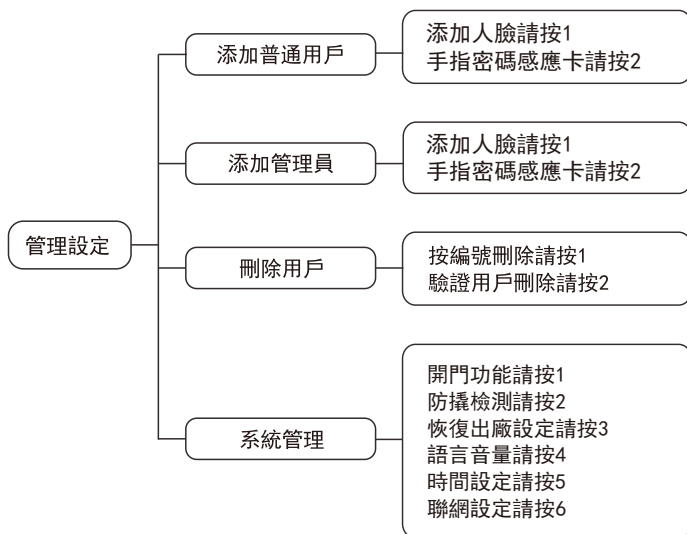 管理設定
添加普通用戶
添加人臉請按1
手指密碼感應卡請按2
添加管理員
添加人臉請按1
手指密碼感應卡請按2
刪除用戶
按編號刪除請按1
驗證用戶刪除請按2
系統管理
開門功能請按1
防撬檢測請按2
恢復出廠設定請按3
語言音量請按4
時間設定請按5
聯網設定請按6